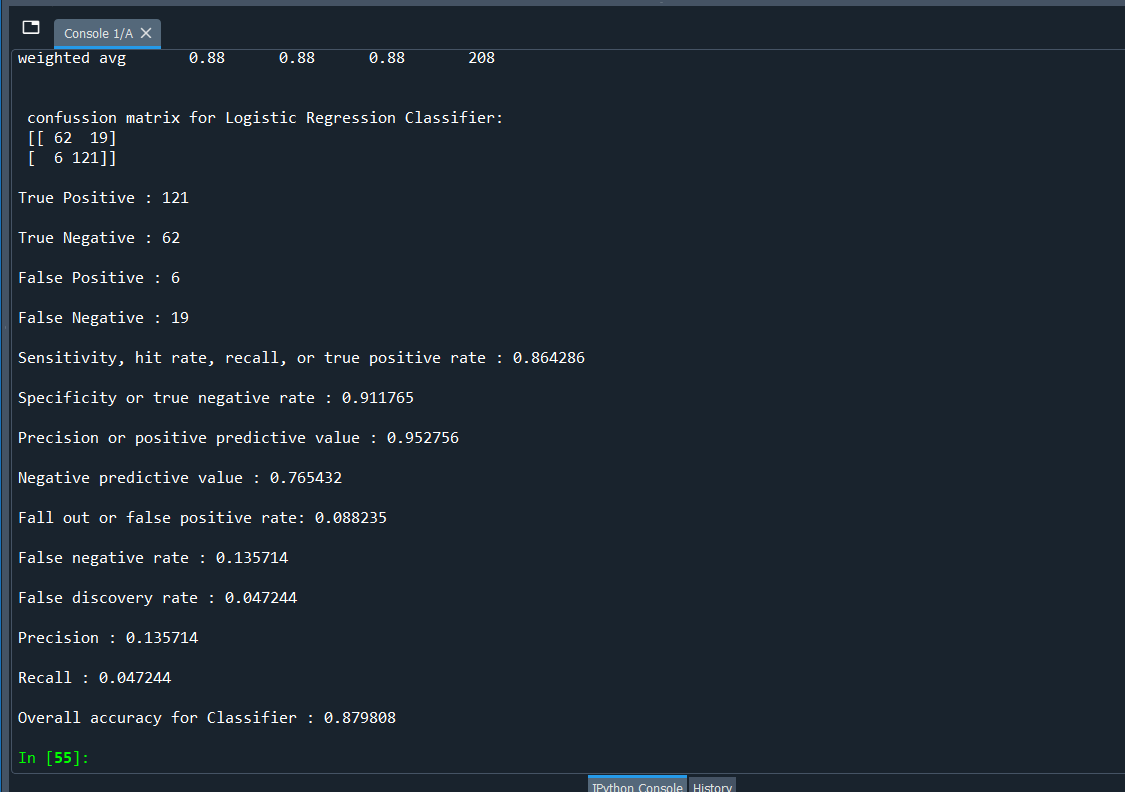 Console 1/A
weighted avg 0.88 0.88 0.88 208
confussion matrix for Logistic Regression Classifier:
[[ 62 19]
[ 6 121]]
True Positive : 121
True Negative : 62
False Positive : 6
False Negative : 19
Sensitivity, hit rate, recall, or true positive rate : 0.864286
Specificity or true negative rate : 0.911765
Precision or positive predictive value : 0.952756
Negative predictive value : 0.765432
Fall out or false positive rate: 0.088235
False negative rate : 0.135714
False discovery rate : 0.047244
Precision : 0.135714
Recall : 0.047244
Overall accuracy for Classifier : 0.879808
In [55]:
IPython Console History